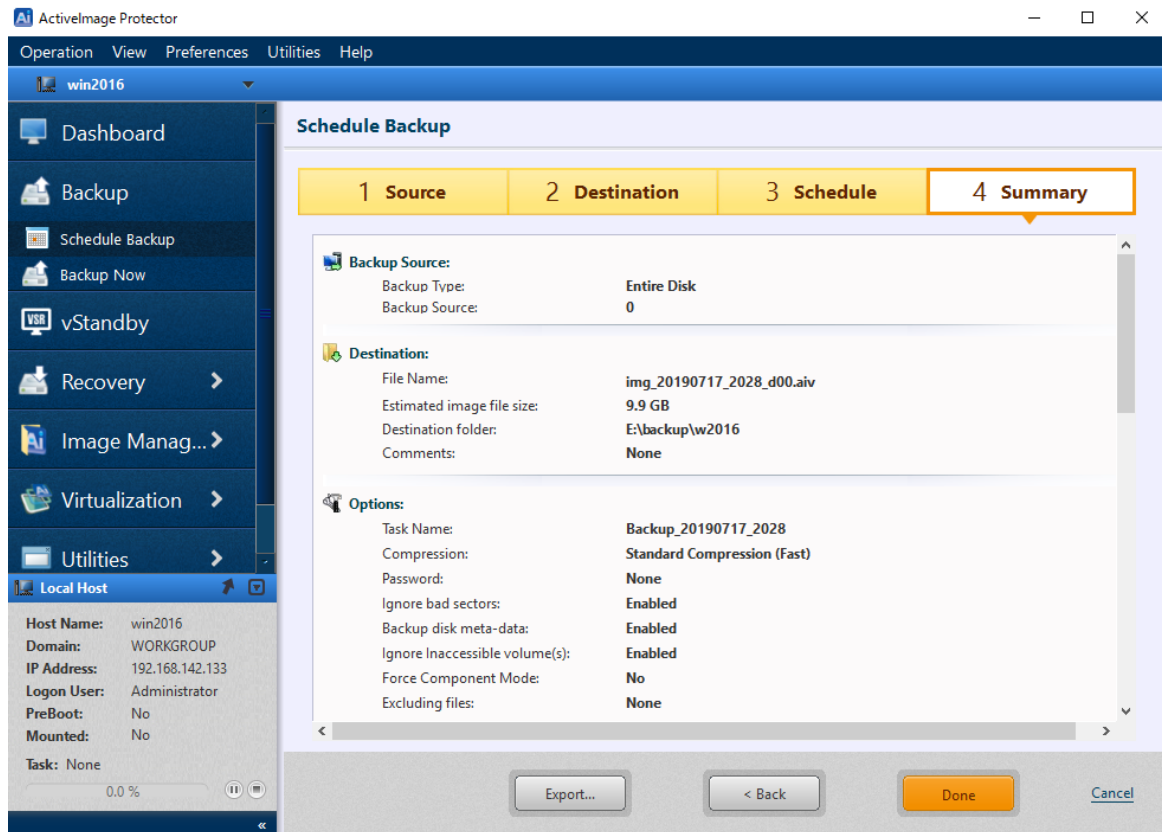 ActiveImage Protector
Operation View Preferences Utilities Help
win2016
Dashboard
Backup
Schedule Backup
Backup Now
vStandby
Recovery
Image Manag...
Virtualization
Utilities
Local Host
Host Name: win2016
Domain: WORKGROUP
IP Address: 192.168.142.133
Logon User: Administrator
PreBoot: No
Mounted: No
Task: None
0.0 %
Schedule Backup
1 Source 2 Destination 3 Schedule 4 Summary
Backup Source:
Backup Type: Entire Disk
Backup Source: 0
Destination:
File Name: img_20190717_2028_d00.aiv
Estimated image file size: 9.9 GB
Destination folder: E:\backup\w2016
Comments: None
Options:
Task Name: Backup_20190717_2028
Compression: Standard Compression (Fast)
Password: None
Ignore bad sectors: Enabled
Backup disk meta-data: Enabled
Ignore Inaccessible volume(s): Enabled
Force Component Mode: No
Excluding files: None
Export... < Back Done Cancel